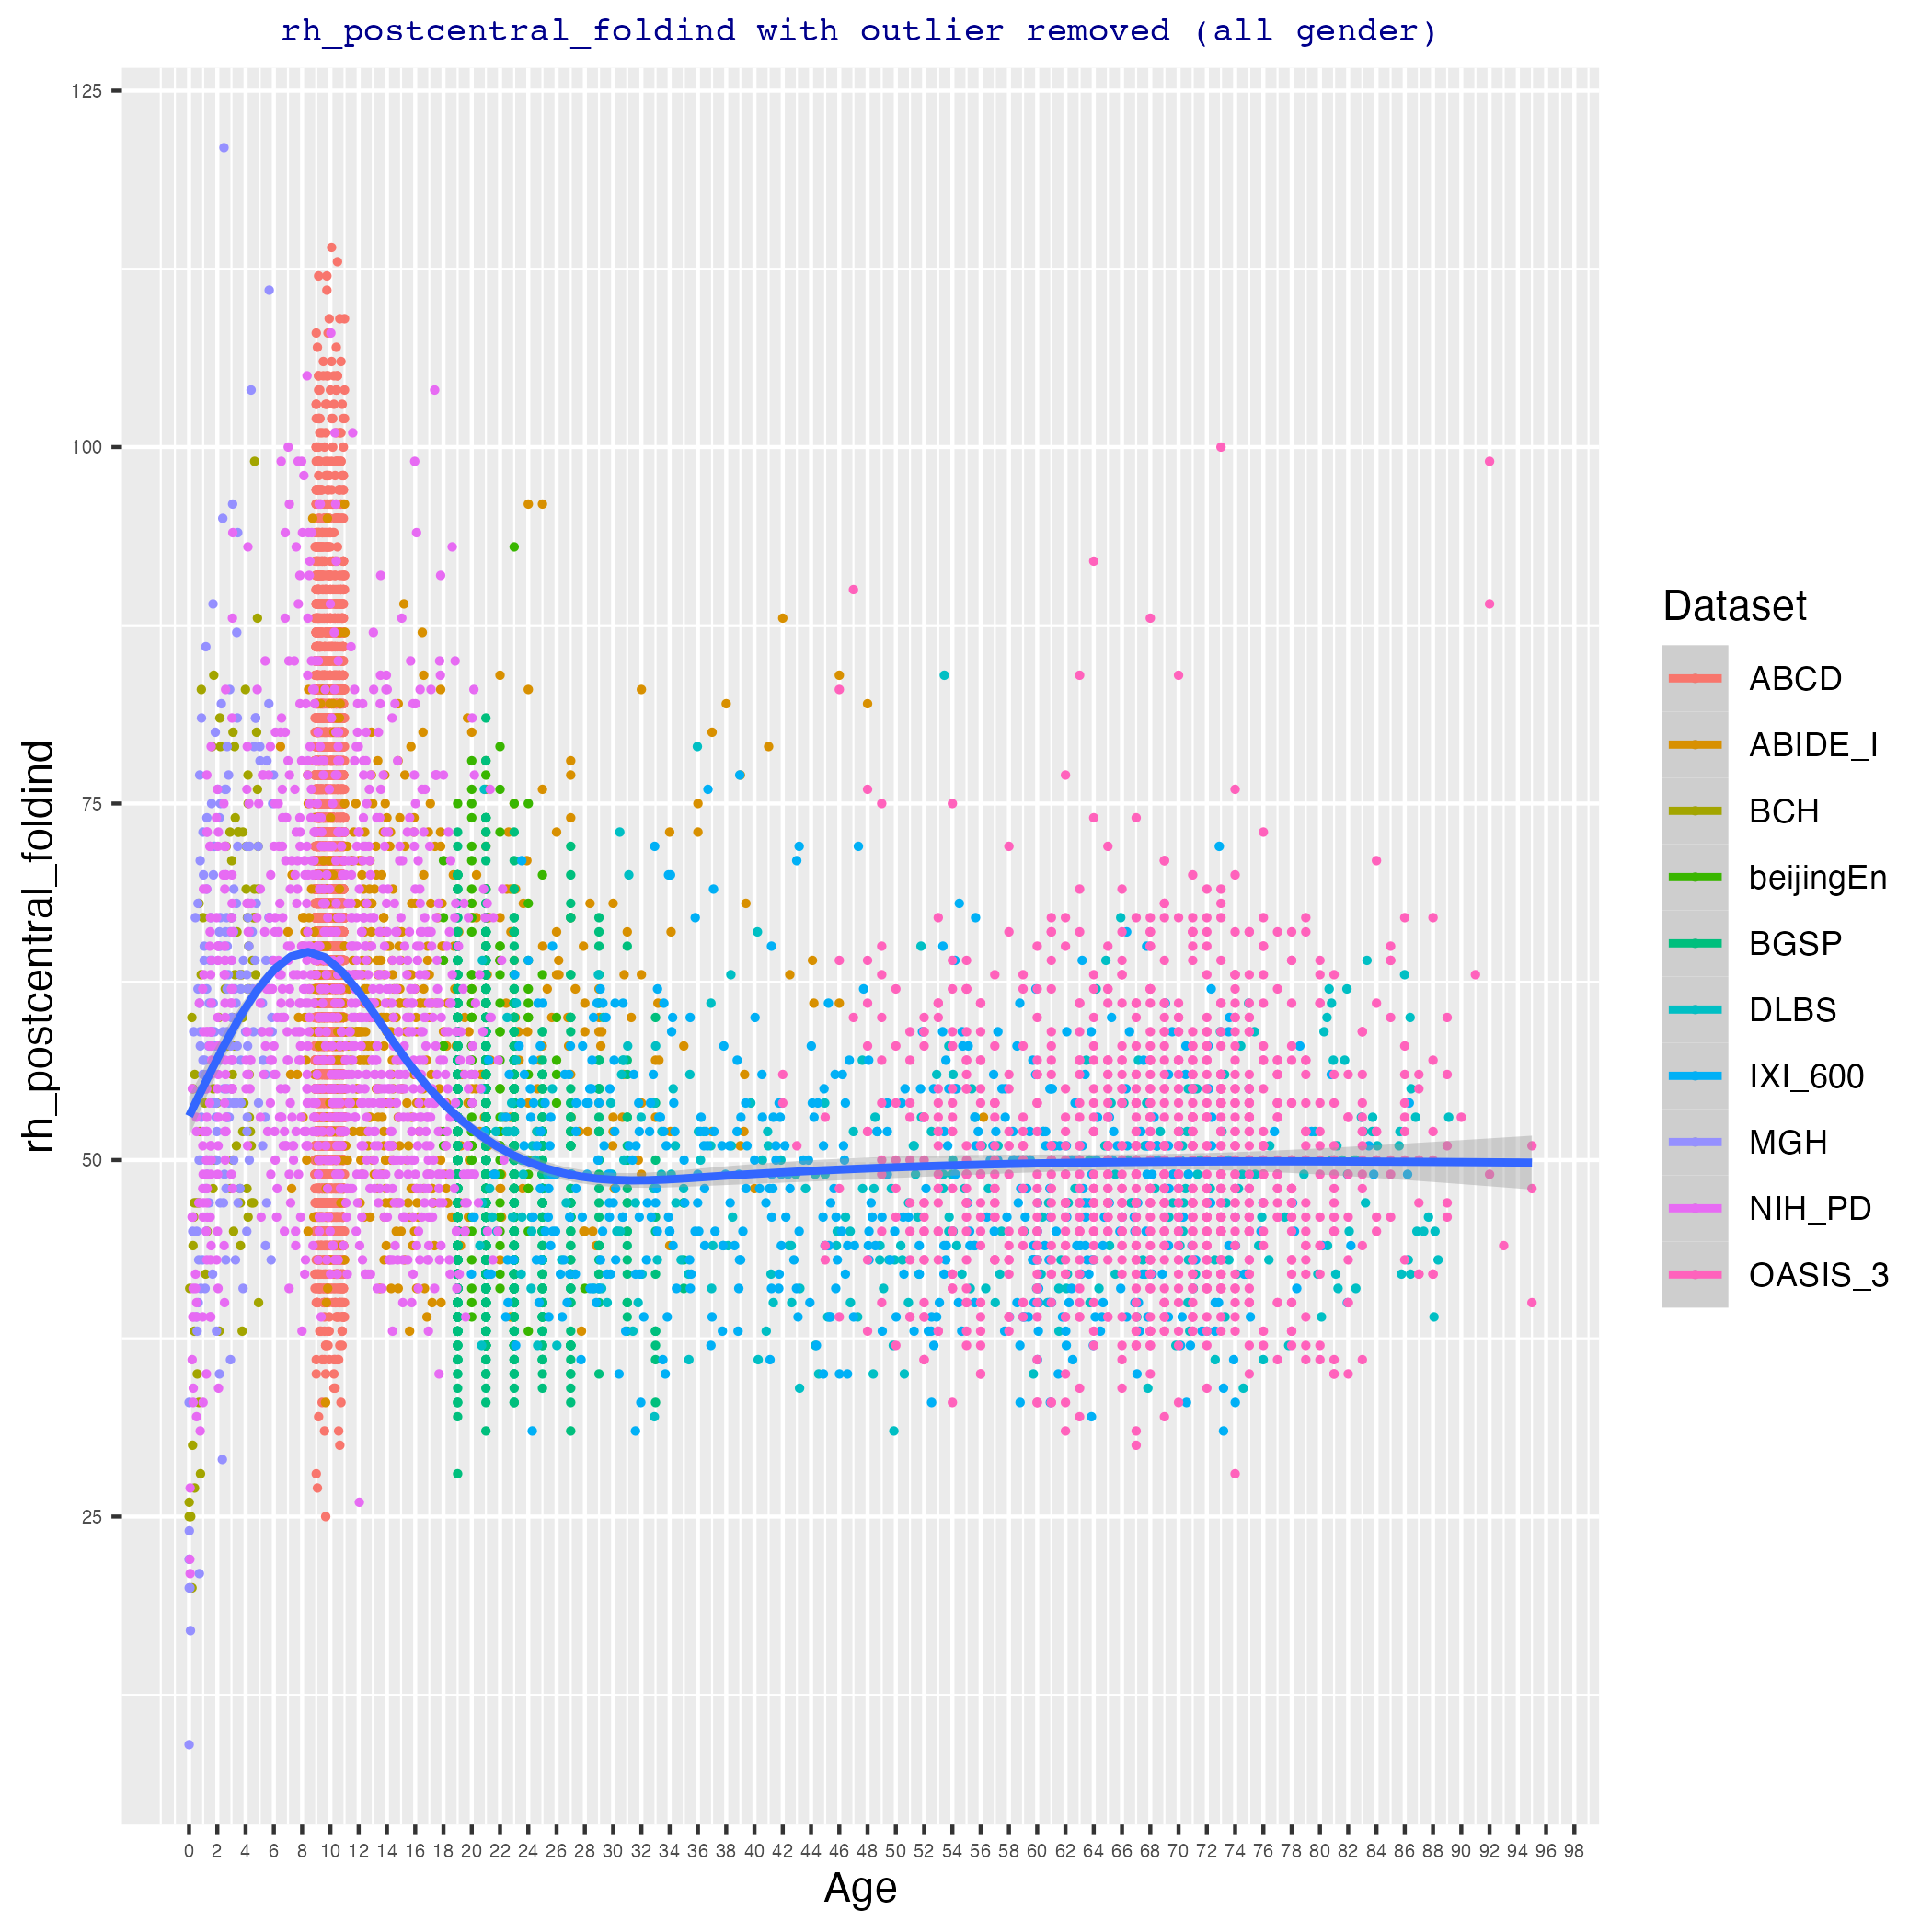 rh_postcentral_foldind with outlier removed (all gender)
125
100
75
50
25
rh_postcentral_foldind
0 2 4 6 8 10 12 14 16 18 20 22 24 26 28 30 32 34 36 38 40 42 44 46 48 50 52 54 56 58 60 62 64 66 68 70 72 74 76 78 80 82 84 86 88 90 92 94 96 98
Age
Dataset
ABCD
ABIDE_I
BCH
beijingEn
BGSP
DLBS
IXI_600
MGH
NIH_PD
OASIS_3